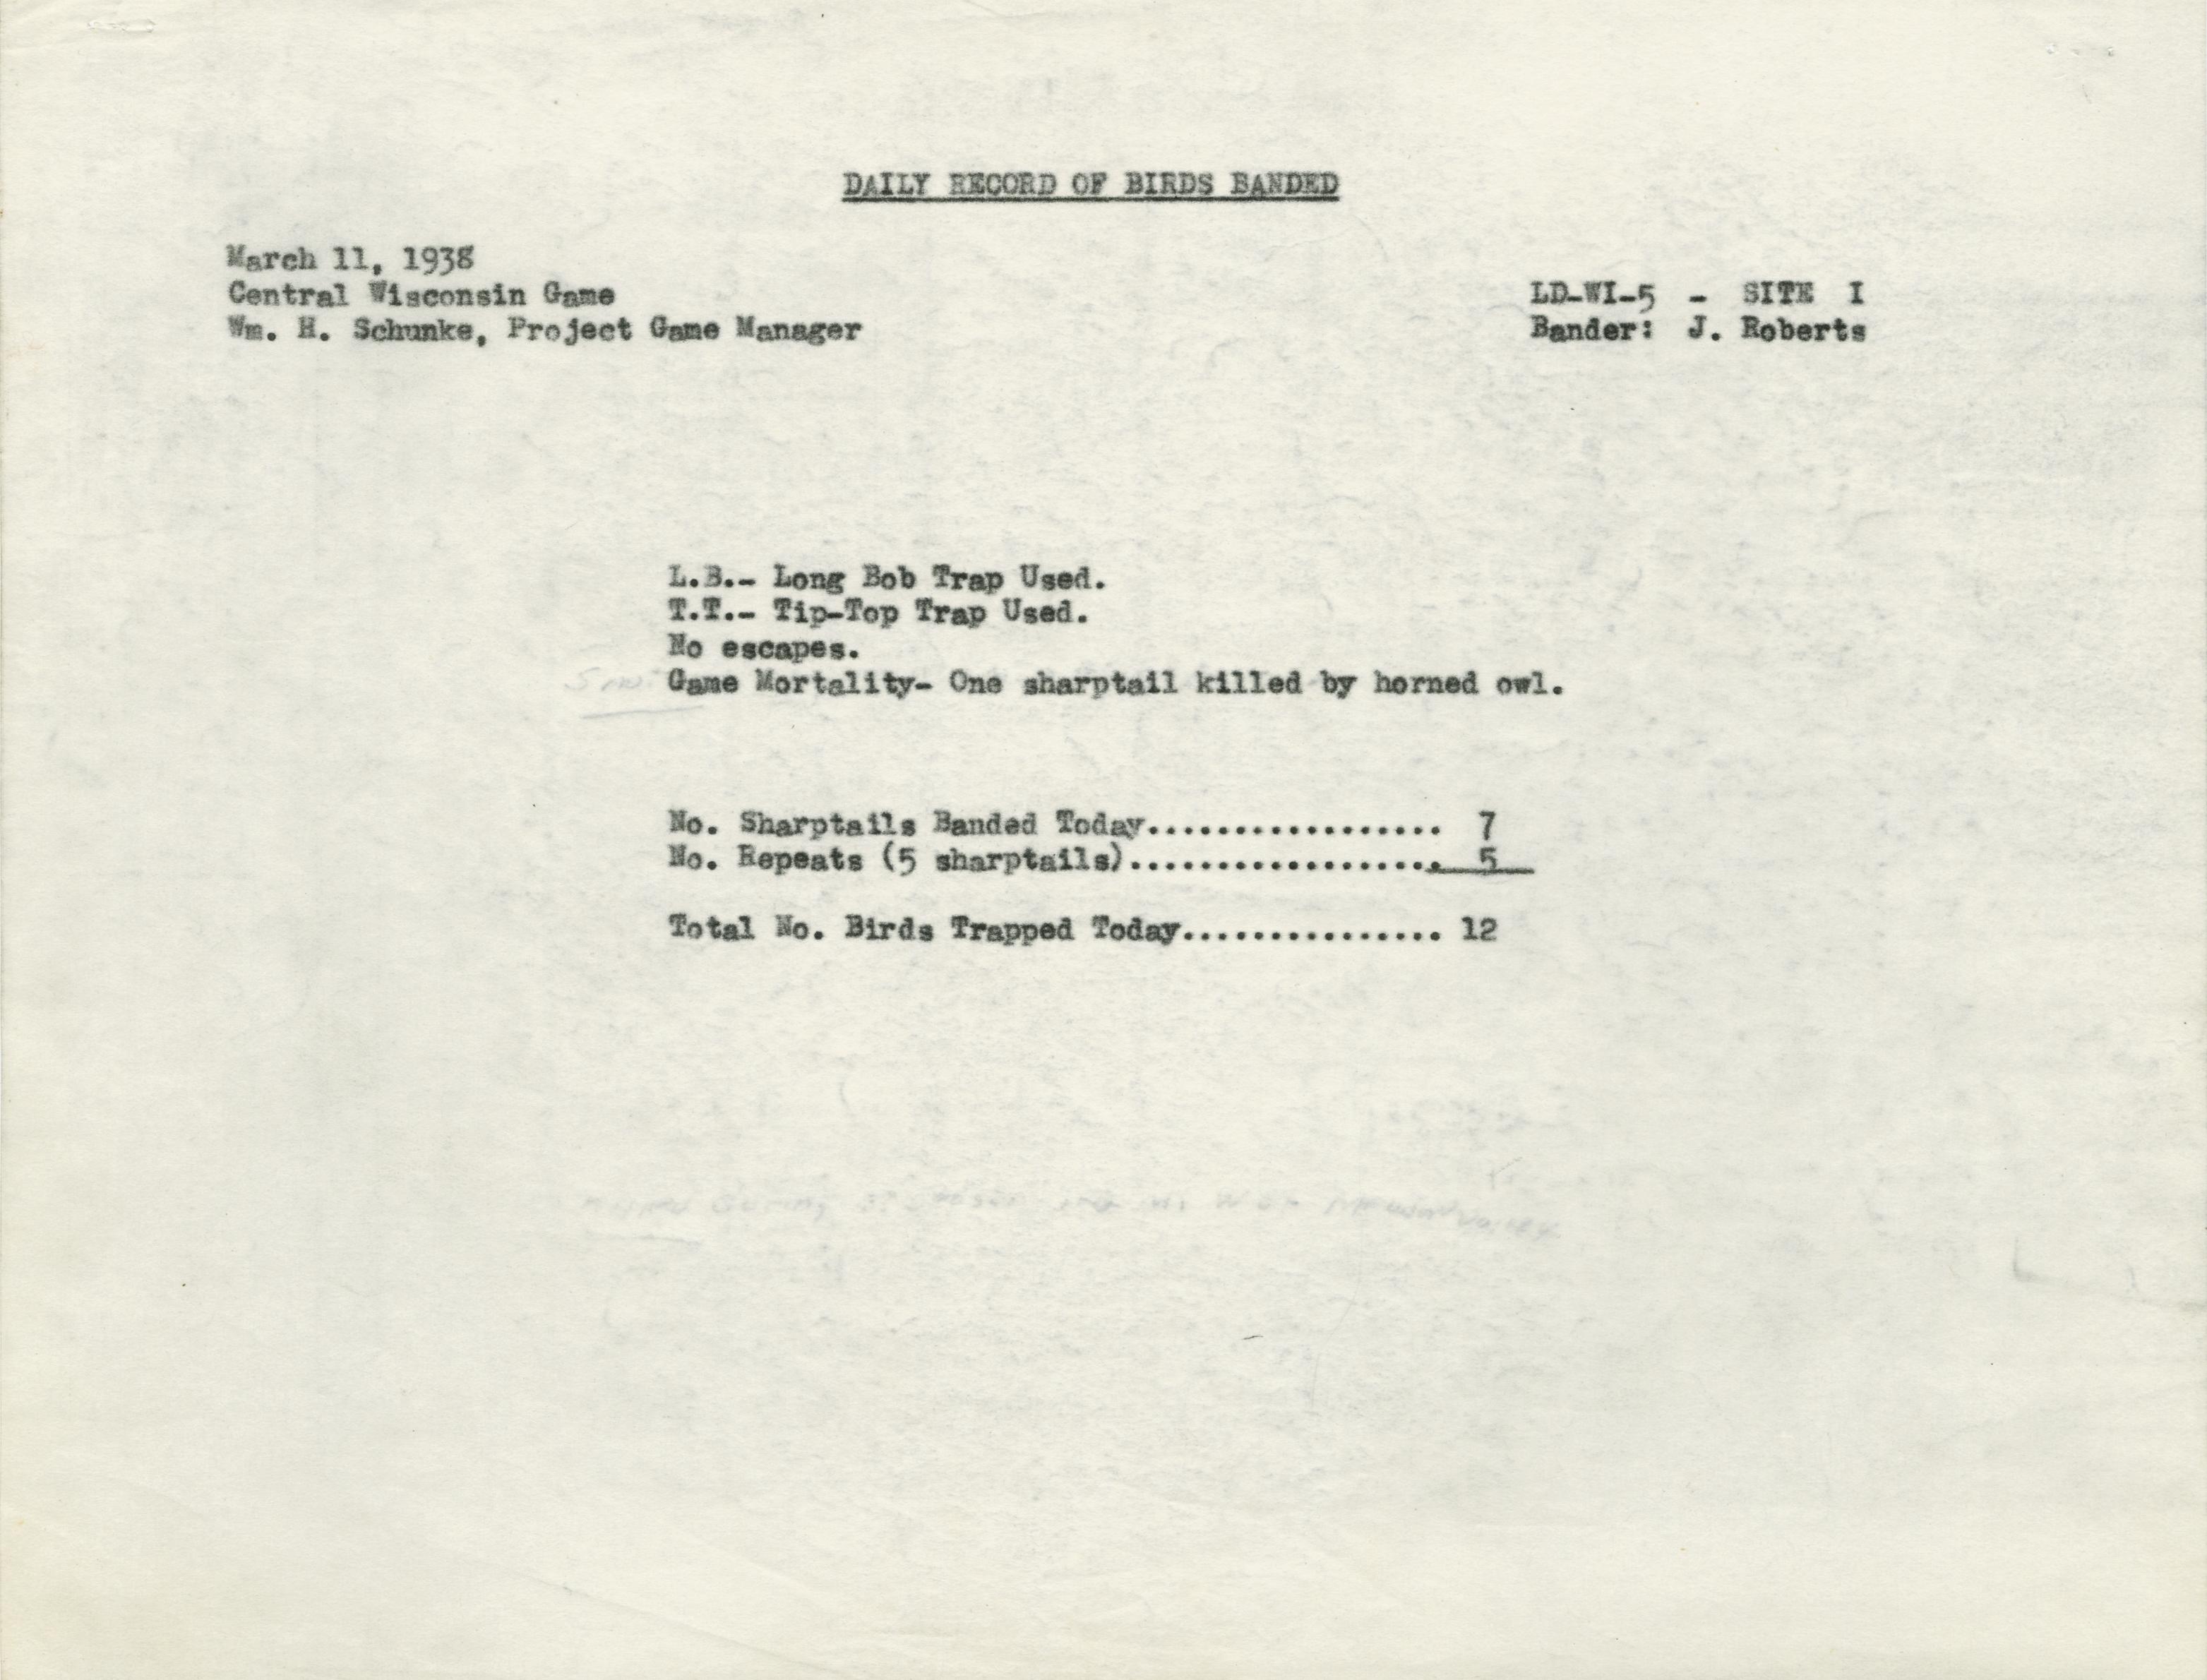 DAILY RECORD OF BIRDS BANDED
March 11, 1938
Central Wisconsin Game
Wm. H. Schunke, Project Game Manager
LD-WI-5 - SITE I
Bander: J. Roberts
L.B.- Long Bob Trap Used.
T.T.- Tip-Top Trap Used.
No escapes.
Game Mortality- One sharptail killed by horned owl.
No. Sharptails Banded Today.................. 7
No. Repeats (5 sharptails)................... 5
Total No. Birds Trapped Today............... 12